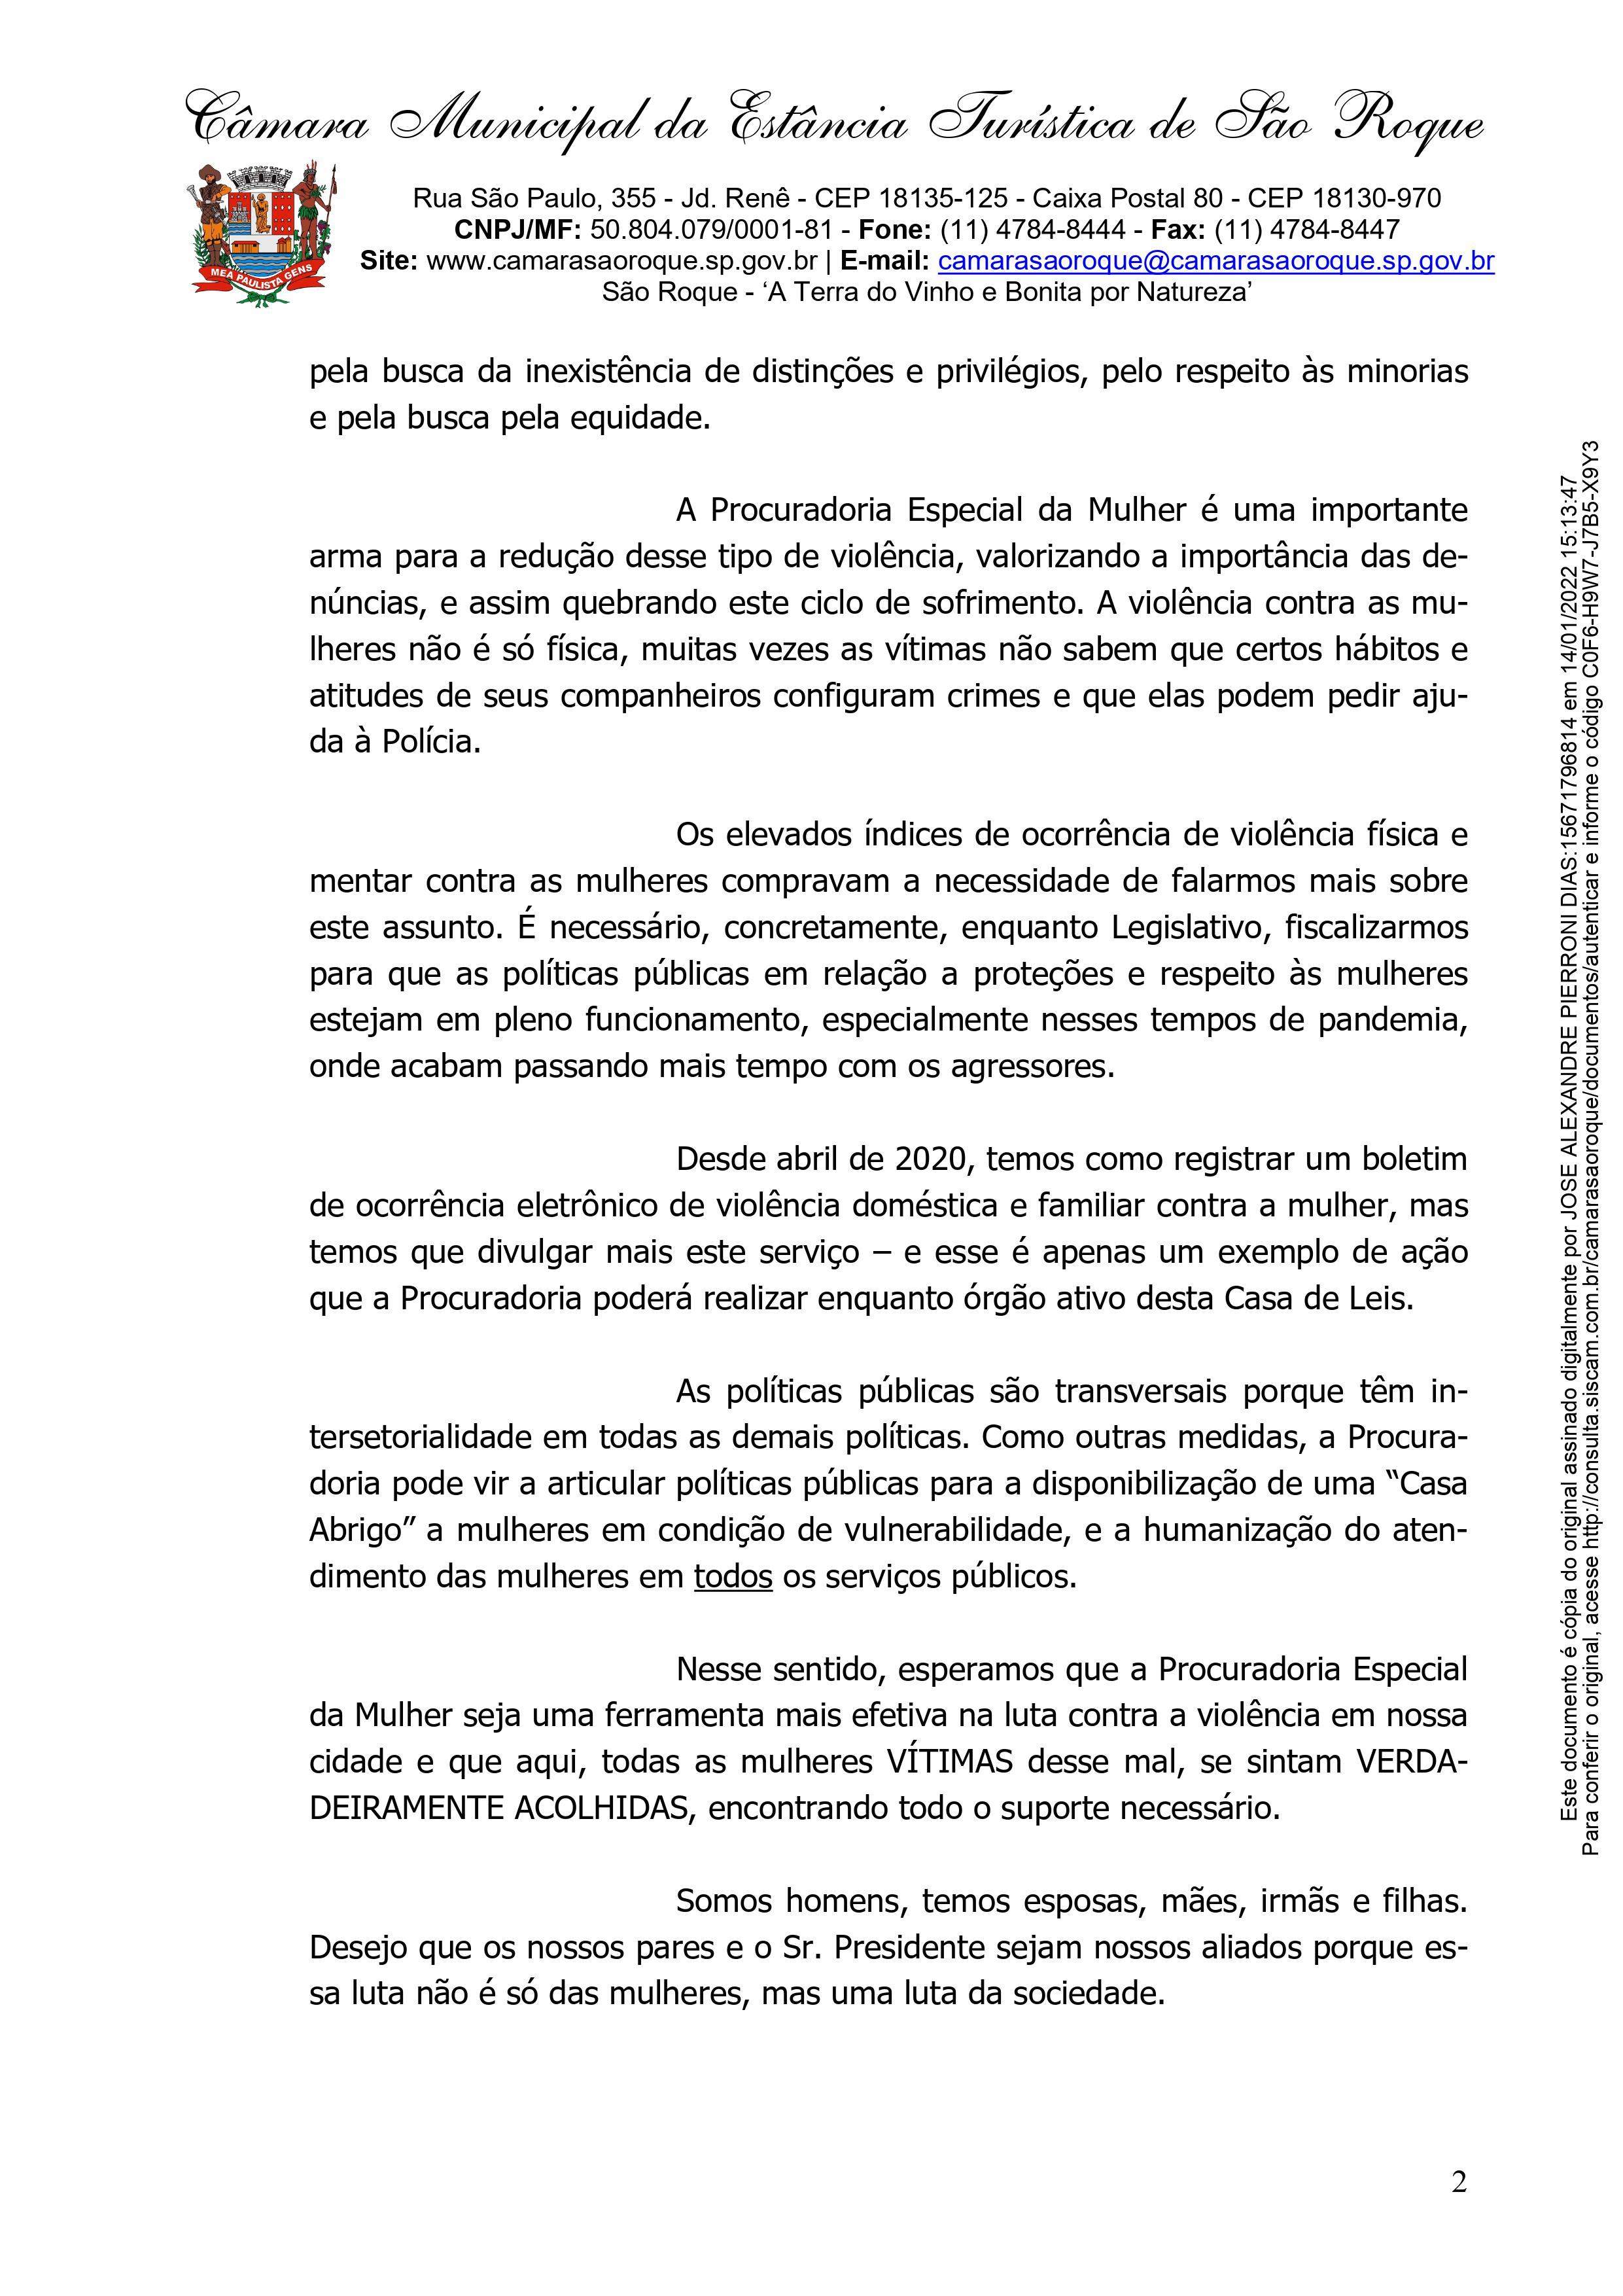 Câmara Municipal da Estância Turística de São Roque
Rua São Paulo, 355 - Jd. Renê - CEP 18135-125 - Caixa Postal 80 - CEP 18130-970
CNPJ/MF: 50.804.079/0001-81 - Fone: (11) 4784-8444 - Fax: (11) 4784-8447
Site: www.camarasaoroque.sp.gov.br | E-mail: camarasaoroque@camarasaoroque.sp.gov.br
São Roque - ‘A Terra do Vinho e Bonita por Natureza’
MEA PAULISTA GENS
pela busca da inexistência de distinções e privilégios, pelo respeito às minorias
e pela busca pela equidade.
A Procuradoria Especial da Mulher é uma importante
arma para a redução desse tipo de violência, valorizando a importância das de-
núncias, e assim quebrando este ciclo de sofrimento. A violência contra as mu-
lheres não é só física, muitas vezes as vítimas não sabem que certos hábitos e
atitudes de seus companheiros configuram crimes e que elas podem pedir aju-
da à Polícia.
Os elevados índices de ocorrência de violência física e
mentar contra as mulheres compravam a necessidade de falarmos mais sobre
este assunto. É necessário, concretamente, enquanto Legislativo, fiscalizarmos
para que as políticas públicas em relação a proteções e respeito às mulheres
estejam em pleno funcionamento, especialmente nesses tempos de pandemia,
onde acabam passando mais tempo com os agressores.
Desde abril de 2020, temos como registrar um boletim
de ocorrência eletrônico de violência doméstica e familiar contra a mulher, mas
temos que divulgar mais este serviço – e esse é apenas um exemplo de ação
que a Procuradoria poderá realizar enquanto órgão ativo desta Casa de Leis.
As políticas públicas são transversais porque têm in-
tersetorialidade em todas as demais políticas. Como outras medidas, a Procura-
doria pode vir a articular políticas públicas para a disponibilização de uma “Casa
Abrigo” a mulheres em condição de vulnerabilidade, e a humanização do aten-
dimento das mulheres em todos os serviços públicos.
Nesse sentido, esperamos que a Procuradoria Especial
da Mulher seja uma ferramenta mais efetiva na luta contra a violência em nossa
cidade e que aqui, todas as mulheres VÍTIMAS desse mal, se sintam VERDA-
DEIRAMENTE ACOLHIDAS, encontrando todo o suporte necessário.
Somos homens, temos esposas, mães, irmãs e filhas.
Desejo que os nossos pares e o Sr. Presidente sejam nossos aliados porque es-
sa luta não é só das mulheres, mas uma luta da sociedade.
2
Este documento é cópia do original assinado digitalmente por JOSE ALEXANDRE PIERRONI DIAS:15671796814 em 14/01/2022 15:13:47
Para conferir o original, acesse http://consulta.siscam.com.br/camarasaoroque/documentos/autenticar e informe o código C0F6-H9W7-J7B5-X9Y3